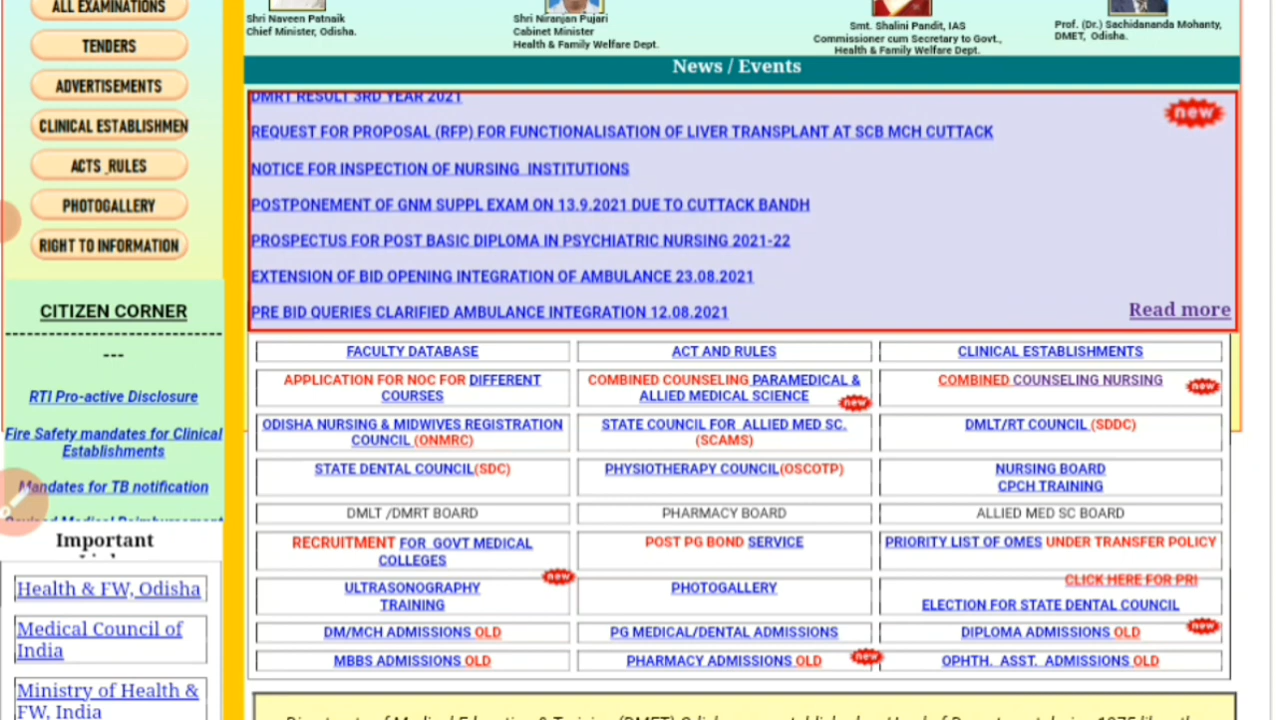 ALL EXAMINATIONS
TENDERS
ADVERTISEMENTS
CLINICAL ESTABLISHMEN
ACTS_RULES
PHOTOGALLERY
RIGHT TO INFORMATION
CITIZEN CORNER
---
RTI Pro-active Disclosure
Fire Safety mandates for Clinical
Establishments
Mandates for TB notification
Important
Health & FW, Odisha
Medical Council of
India
Ministry of Health &
FW, India
Shri Naveen Patnaik
Chief Minister, Odisha.
Shri Niranjan Pujari
Cabinet Minister
Health & Family Welfare Dept.
Smt. Shalini Pandit, IAS
Commissioner cum Secretary to Govt.,
Health & Family Welfare Dept.
Prof. (Dr.) Sachidananda Mohanty,
DMET, Odisha.
News / Events
DMRT RESULT 3RD YEAR 2021
new
REQUEST FOR PROPOSAL (RFP) FOR FUNCTIONALISATION OF LIVER TRANSPLANT AT SCB MCH CUTTACK
NOTICE FOR INSPECTION OF NURSING INSTITUTIONS
POSTPONEMENT OF GNM SUPPL EXAM ON 13.9.2021 DUE TO CUTTACK BANDH
PROSPECTUS FOR POST BASIC DIPLOMA IN PSYCHIATRIC NURSING 2021-22
EXTENSION OF BID OPENING INTEGRATION OF AMBULANCE 23.08.2021
PRE BID QUERIES CLARIFIED AMBULANCE INTEGRATION 12.08.2021
Read more
FACULTY DATABASE
ACT AND RULES
CLINICAL ESTABLISHMENTS
APPLICATION FOR NOC FOR DIFFERENT
COURSES
COMBINED COUNSELING PARAMEDICAL &
ALLIED MEDICAL SCIENCE
new
COMBINED COUNSELING NURSING
new
ODISHA NURSING & MIDWIVES REGISTRATION
COUNCIL (ONMRC)
STATE COUNCIL FOR ALLIED MED SC.
(SCAMS)
DMLT/RT COUNCIL (SDDC)
STATE DENTAL COUNCIL(SDC)
PHYSIOTHERAPY COUNCIL(OSCOTP)
NURSING BOARD
CPCH TRAINING
DMLT /DMRT BOARD
PHARMACY BOARD
ALLIED MED SC BOARD
RECRUITMENT FOR GOVT MEDICAL
COLLEGES
POST PG BOND SERVICE
PRIORITY LIST OF OMES UNDER TRANSFER POLICY
ULTRASONOGRAPHY
TRAINING
new
PHOTOGALLERY
CLICK HERE FOR PRI
ELECTION FOR STATE DENTAL COUNCIL
DM/MCH ADMISSIONS OLD
PG MEDICAL/DENTAL ADMISSIONS
DIPLOMA ADMISSIONS OLD
new
MBBS ADMISSIONS OLD
PHARMACY ADMISSIONS OLD
new
OPHTH. ASST. ADMISSIONS OLD